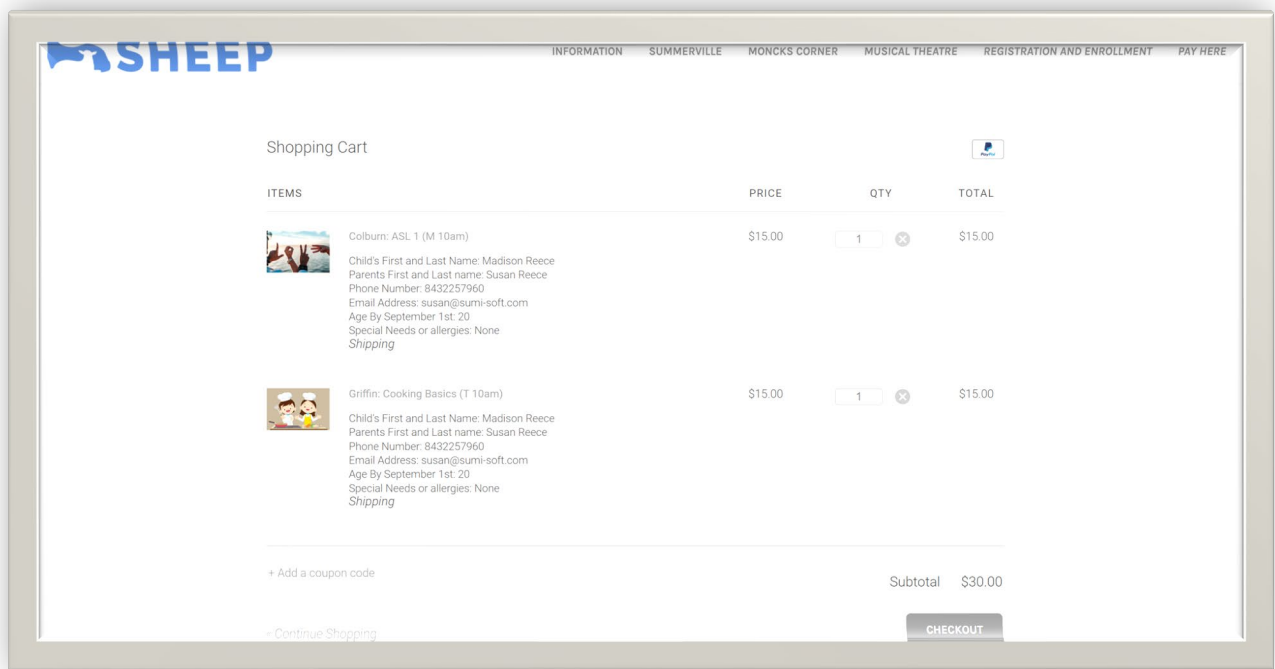 SHEEP
INFORMATION SUMMERVILLE MONCKS CORNER MUSICAL THEATRE REGISTRATION AND ENROLLMENT PAY HERE
Shopping Cart
PayPal
ITEMS PRICE QTY TOTAL
Colburn: ASL 1 (M 10am) $15.00 1 $15.00
Child's First and Last Name: Madison Reece
Parents First and Last name: Susan Reece
Phone Number: 8432257960
Email Address: susan@sumi-soft.com
Age By September 1st: 20
Special Needs or allergies: None
Shipping
Griffin: Cooking Basics (T 10am) $15.00 1 $15.00
Child's First and Last Name: Madison Reece
Parents First and Last name: Susan Reece
Phone Number: 8432257960
Email Address: susan@sumi-soft.com
Age By September 1st: 20
Special Needs or allergies: None
Shipping
+ Add a coupon code
Subtotal $30.00
« Continue Shopping CHECKOUT